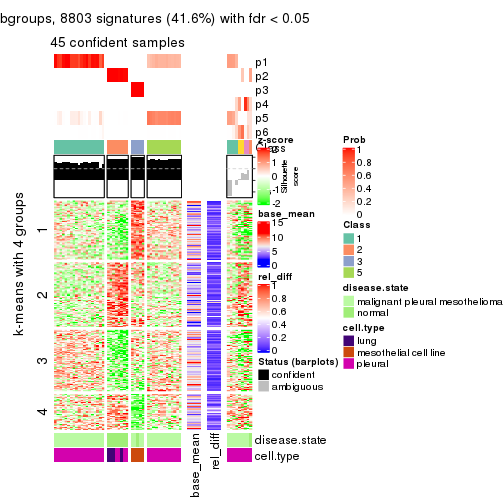 bgroups, 8803 signatures (41.6%) with fdr < 0.05
45 confident samples
p1
p2
p3
p4
p5
p6
Class
Silhouette
score
k-means with 4 groups
1
2
3
4
base_mean
rel_diff
disease.state
cell.type
z-score
-1
-2
base_mean
15
10
5
0
rel_diff
1
0.8
0.6
0.4
0.2
0
Status (barplots)
confident
ambiguous
Prob
1
0.8
0.6
0.4
0.2
0
Class
1
2
3
5
disease.state
malignant pleural mesothelioma
normal
cell.type
lung
mesothelial cell line
pleural